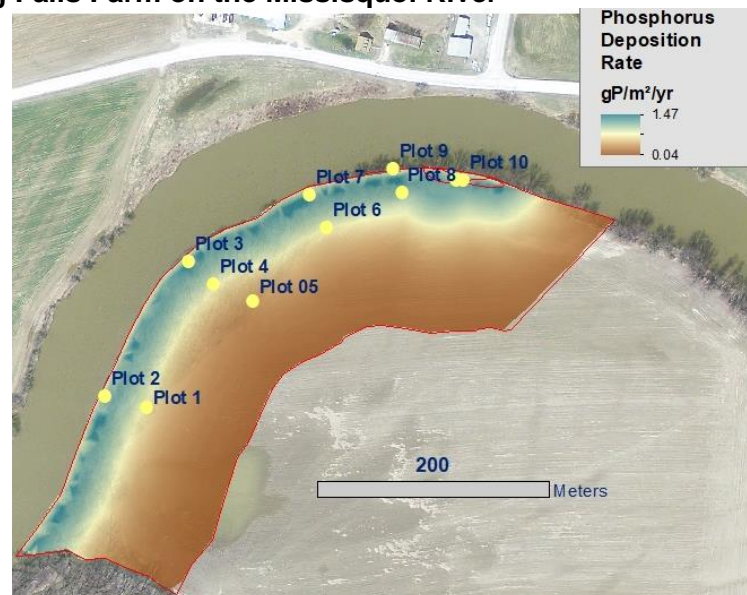 Falls Farm on the Missisquoi River
Phosphorus
Deposition
Rate
gP/m²/yr
1.47
0.04
Plot 9
Plot 10
Plot 7
Plot 8
Plot 6
Plot 3
Plot 4
Plot 05
Plot 2
Plot 1
200
Meters